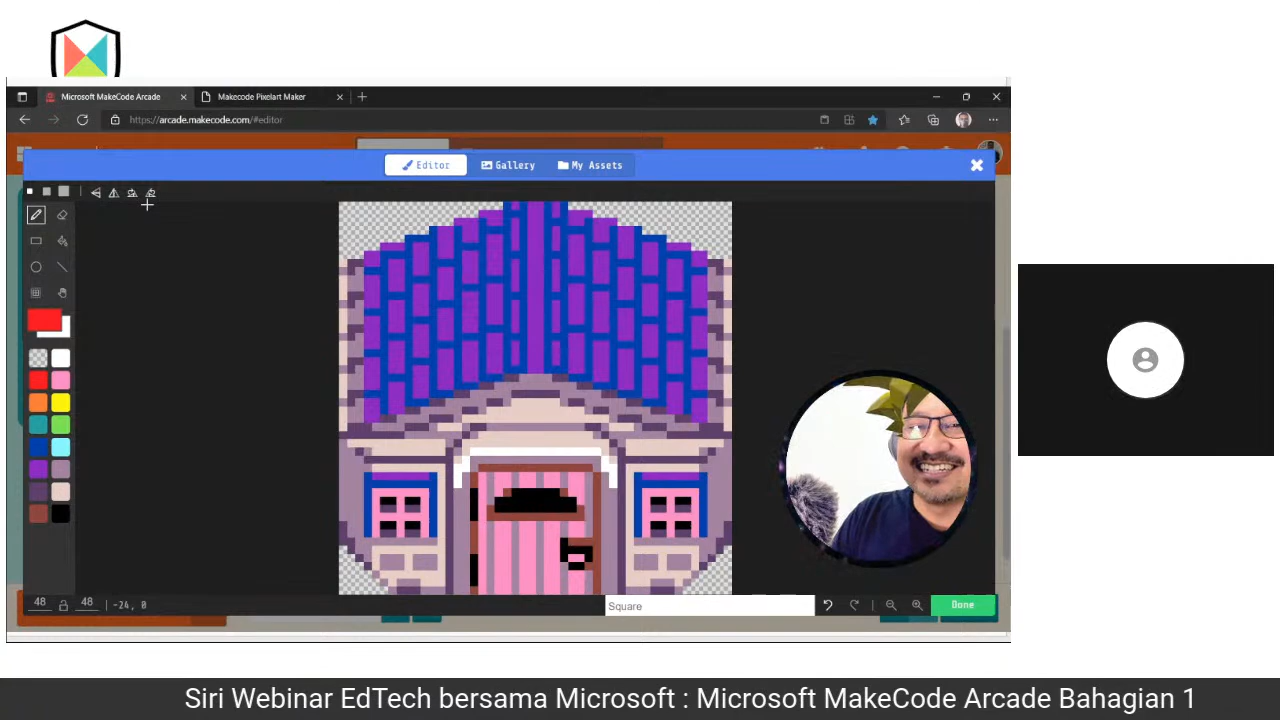 Microsoft MakeCode Arcade
Makecode Pixelart Maker
https://arcade.makecode.com/#editor
Editor
Gallery
My Assets
48
48
-24, 0
Square
Done
Siri Webinar EdTech bersama Microsoft : Microsoft MakeCode Arcade Bahagian 1